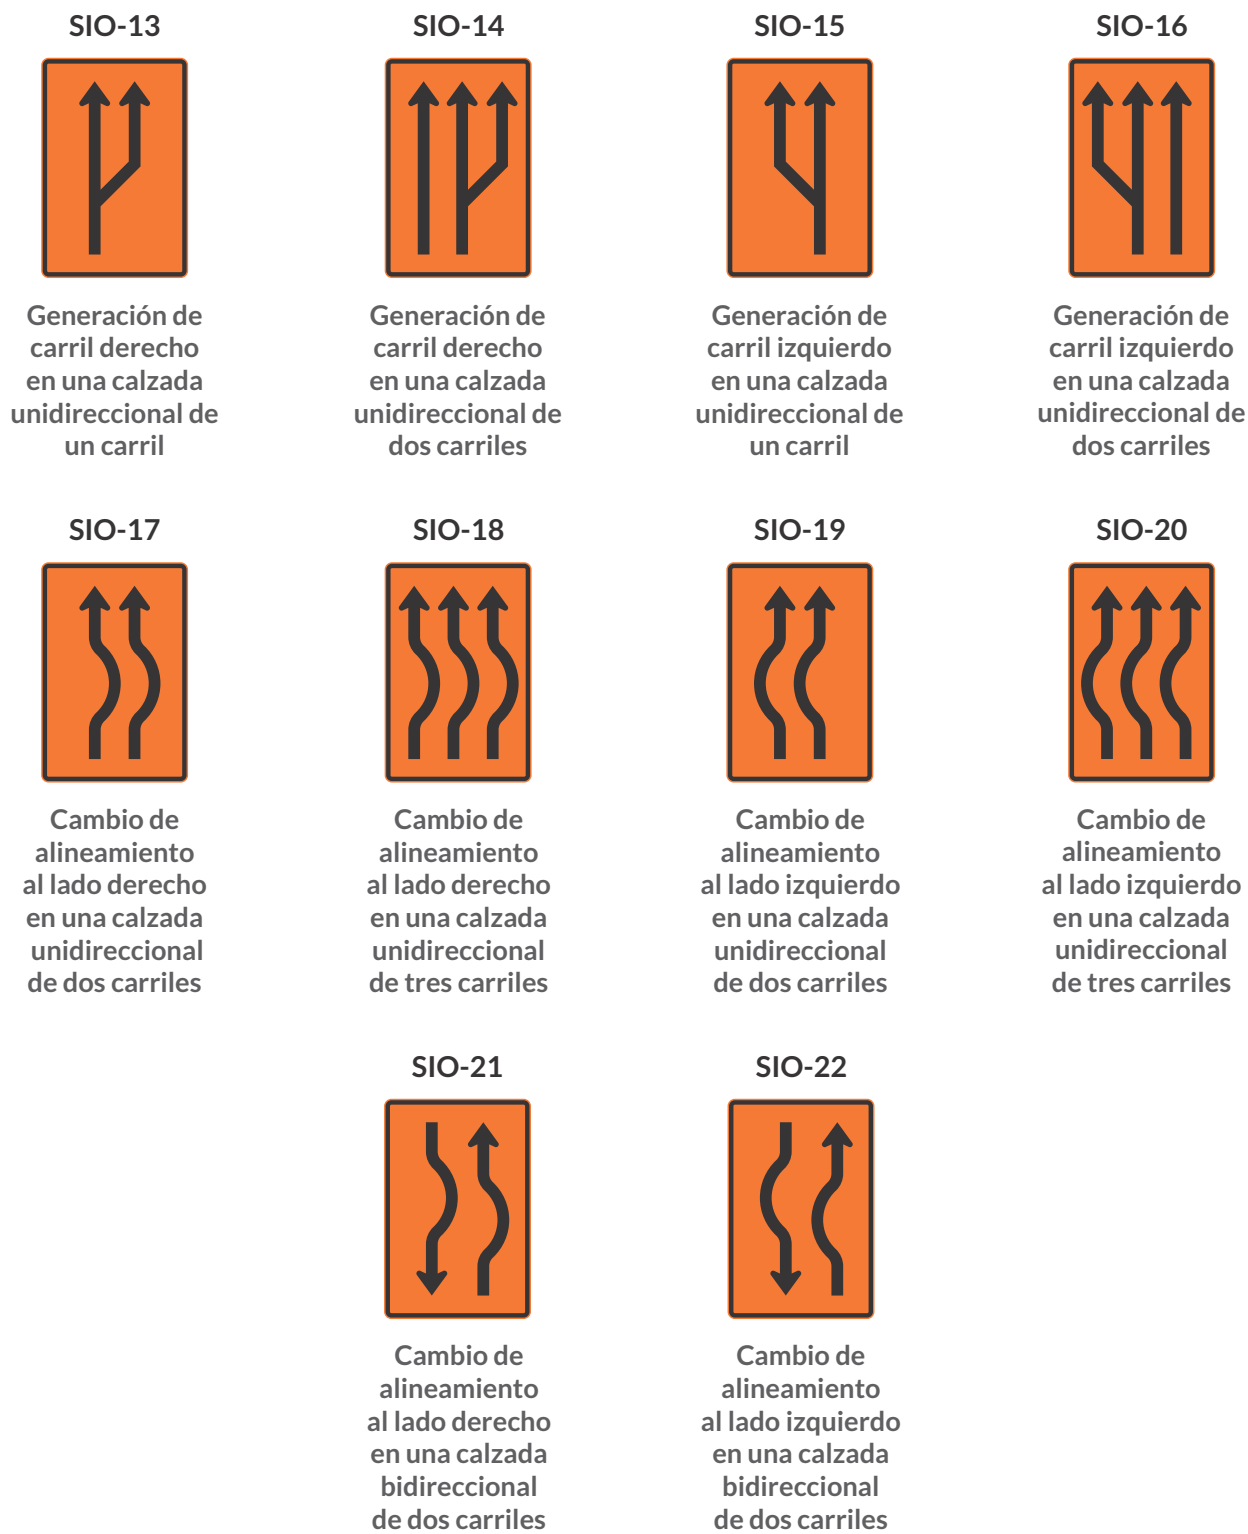 SIO-13
Generación de
carril derecho
en una calzada
unidireccional de
un carril
SIO-14
Generación de
carril derecho
en una calzada
unidireccional de
dos carriles
SIO-15
Generación de
carril izquierdo
en una calzada
unidireccional de
un carril
SIO-16
Generación de
carril izquierdo
en una calzada
unidireccional de
dos carriles
SIO-17
Cambio de
alineamiento
al lado derecho
en una calzada
unidireccional
de dos carriles
SIO-18
Cambio de
alineamiento
al lado derecho
en una calzada
unidireccional
de tres carriles
SIO-19
Cambio de
alineamiento
al lado izquierdo
en una calzada
unidireccional
de dos carriles
SIO-20
Cambio de
alineamiento
al lado izquierdo
en una calzada
unidireccional
de tres carriles
SIO-21
Cambio de
alineamiento
al lado derecho
en una calzada
bidireccional
de dos carriles
SIO-22
Cambio de
alineamiento
al lado izquierdo
en una calzada
bidireccional
de dos carriles